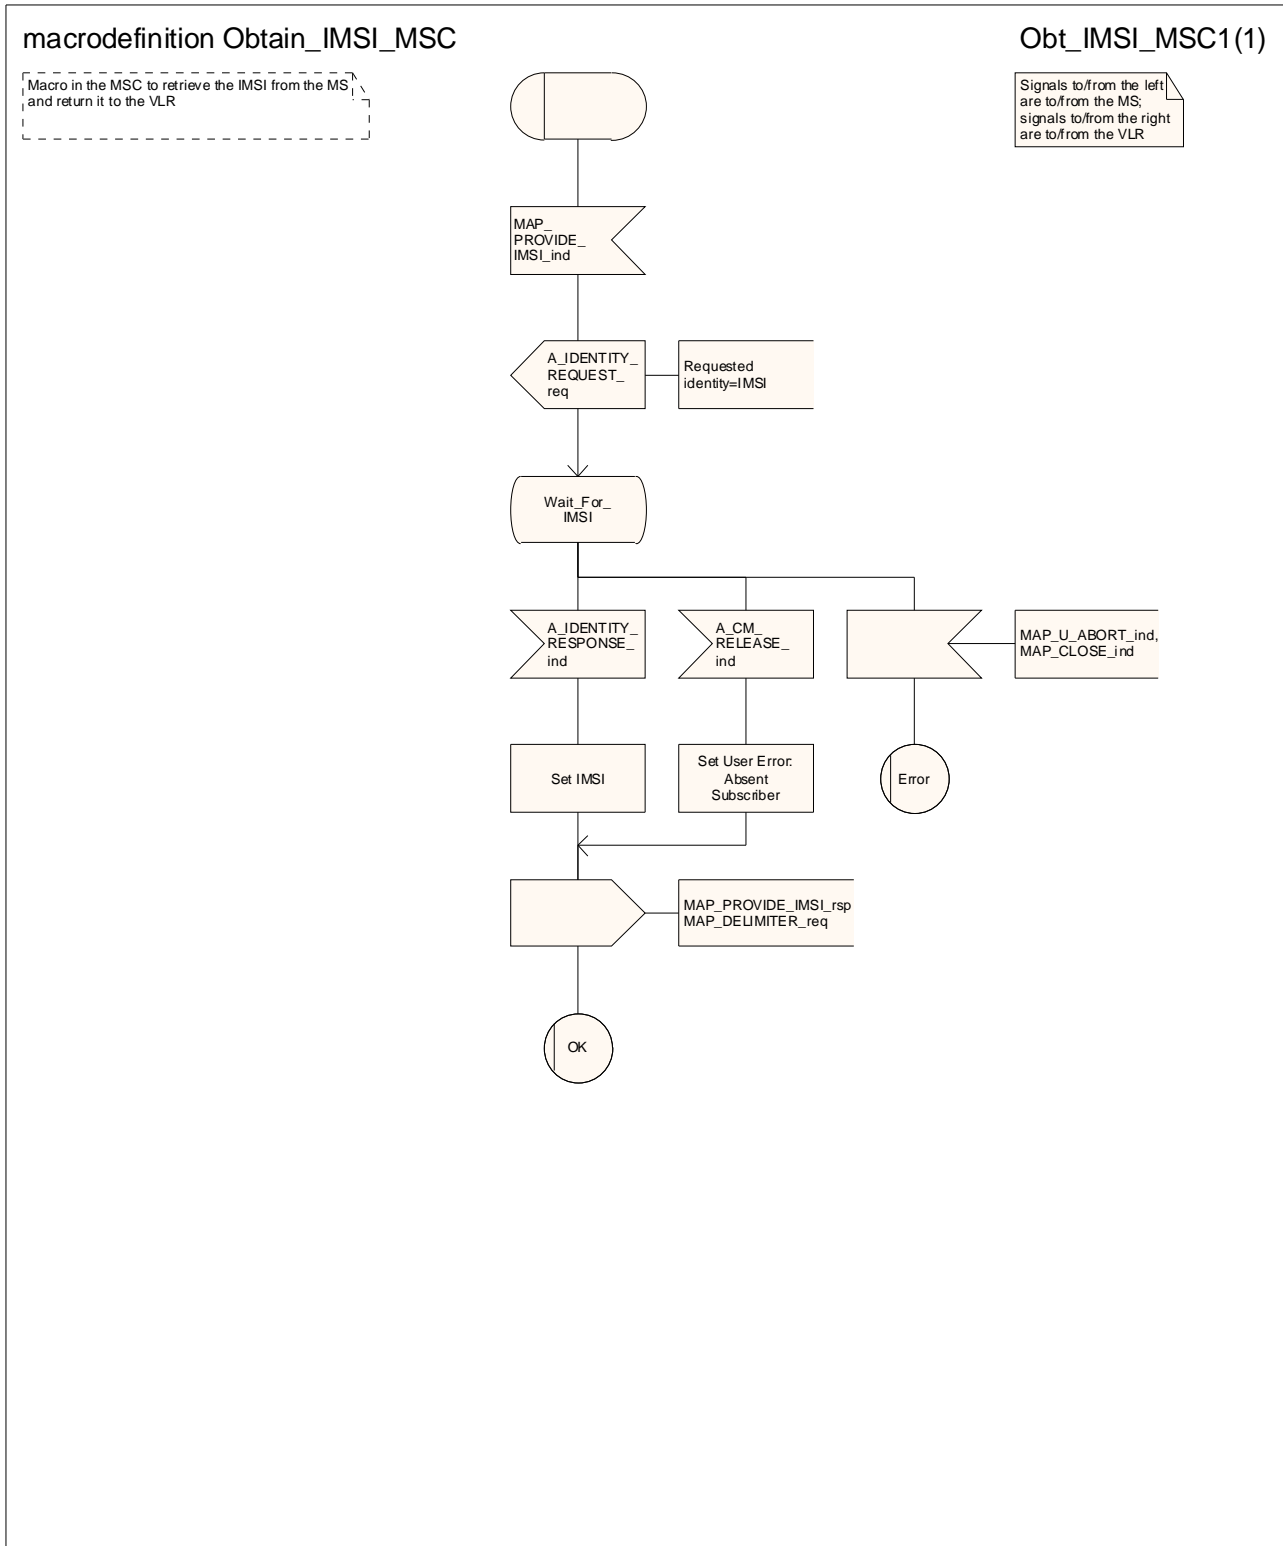 macrodefinition Obtain_IMSI_MSC
Obt_IMSI_MSC1(1)
Macro in the MSC to retrieve the IMSI from the MS
and return it to the VLR
Signals to/from the left
are to/from the MS;
signals to/from the right
are to/from the VLR
MAP_
PROVIDE_
IMSI_ind
A_IDENTITY_
REQUEST_
req
Requested
identity=IMSI
Wait_For_
IMSI
A_IDENTITY_
RESPONSE_
ind
A_CM_
RELEASE_
ind
MAP_U_ABORT_ind,
MAP_CLOSE_ind
Set IMSI
Set User Error:
Absent
Subscriber
Error
MAP_PROVIDE_IMSI_rsp
MAP_DELIMITER_req
OK